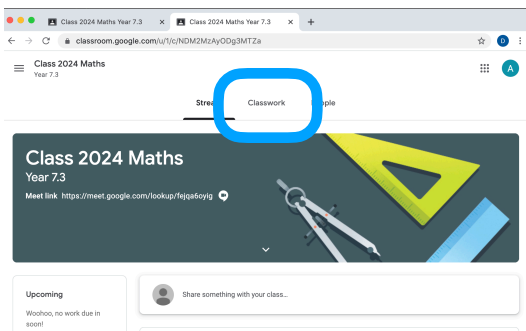 Class 2024 Maths Year 7.3
Class 2024 Maths Year 7.3
classroom.google.com/u/1/c/NDM2MzAyODg3MTZa
D
Class 2024 Maths
Year 7.3
A
Classwork
Class 2024 Maths
Year 7.3
Meet link https://meet.google.com/lookup/fejqa6oyig
Upcoming
Woohoo, no work due in
soon!
Share something with your class...